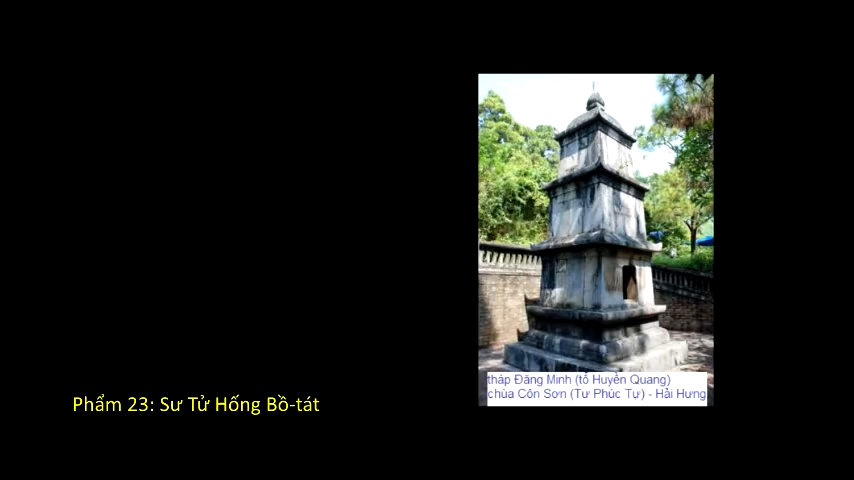 tháp Đăng Minh (tổ Huyền Quang)
chùa Côn Sơn (Tư Phúc Tự) - Hải Hưng
Phẩm 23: Sư Tử Hống Bồ-tát